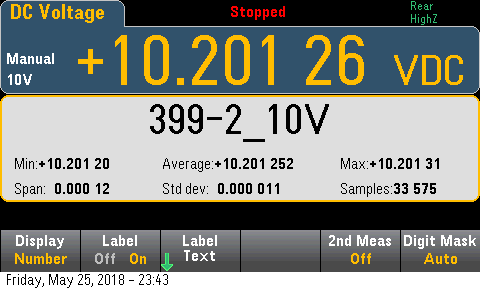 DC Voltage
Stopped
Rear
HighZ
Manual
10V
+10.201 26 VDC
399-2_10V
Min:+10.201 20 Average:+10.201 252 Max:+10.201 31
Span: 0.000 12 Std dev: 0.000 011 Samples:33 575
Display
Number
Label
Off On
Label
Text
2nd Meas
Off
Digit Mask
Auto
Friday, May 25, 2018 - 23:43